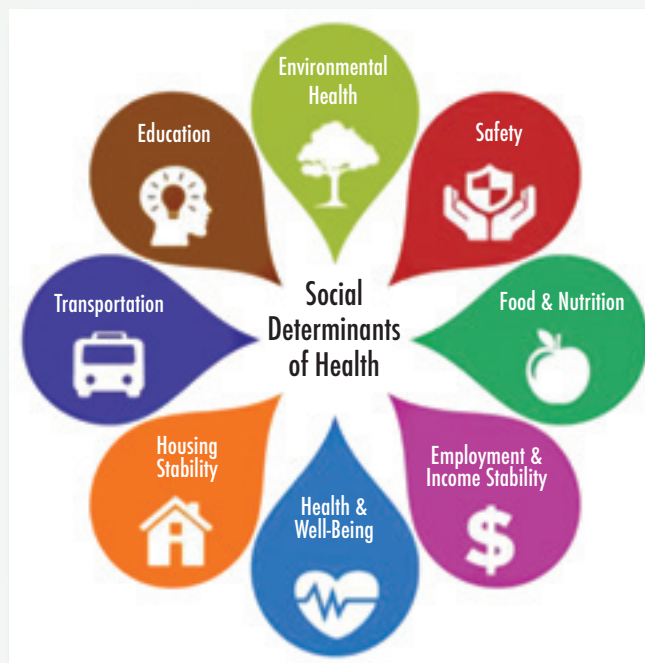 Environmental
Health
Safety
Food & Nutrition
Employment &
Income Stability
Health &
Well-Being
Housing
Stability
Transportation
Education
Social
Determinants
of Health
$